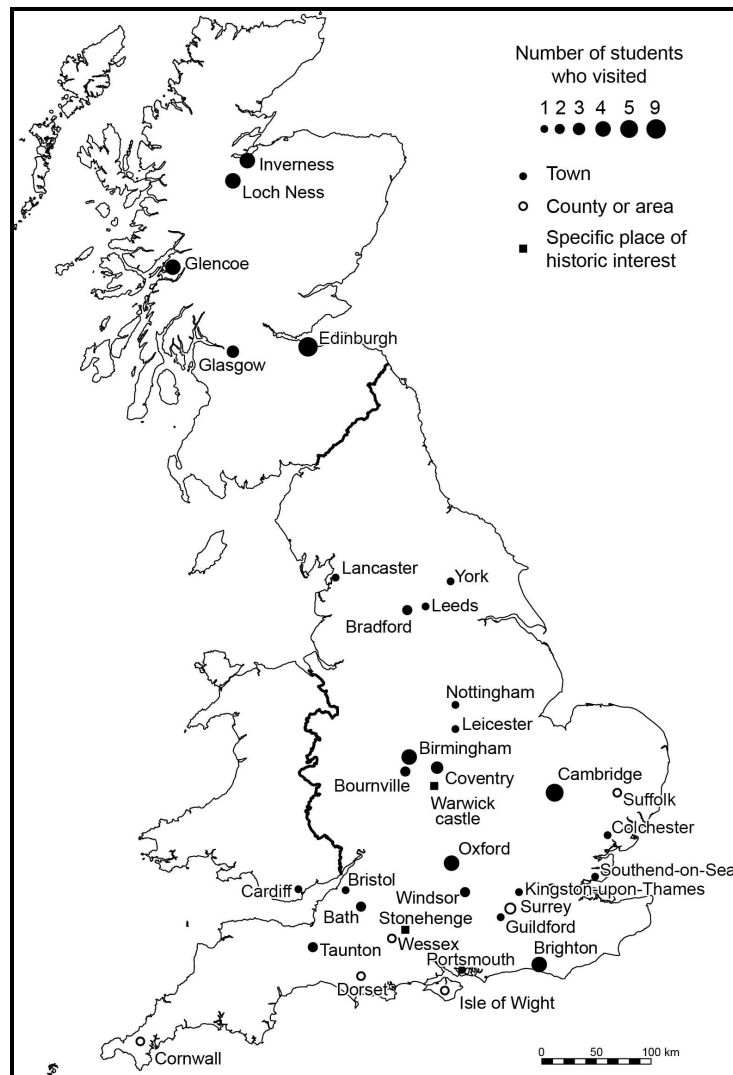 Number of students
who visited
1 2 3 4 5 9
Town
County or area
Specific place of
historic interest
Inverness
Loch Ness
Glencoe
Edinburgh
Glasgow
Lancaster
York
Leeds
Bradford
Nottingham
Leicester
Birmingham
Bournville
Coventry
Warwick
castle
Cambridge
Suffolk
Colchester
Oxford
Southend-on-Sea
Cardiff
Bristol
Windsor
Kingston-upon-Thames
Bath
Surrey
Stonehenge
Guildford
Wessex
Taunton
Portsmouth
Brighton
Dorset
Isle of Wight
Cornwall
0 50 100 km